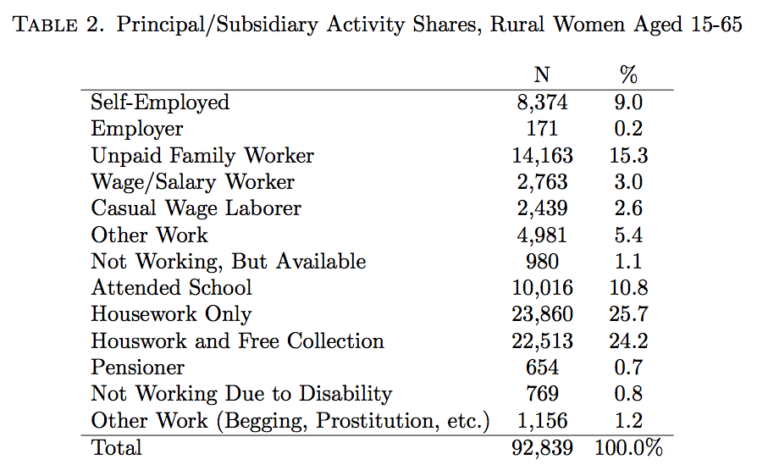 TABLE 2. Principal/Subsidiary Activity Shares, Rural Women Aged 15-65
N %
Self-Employed 8,374 9.0
Employer 171 0.2
Unpaid Family Worker 14,163 15.3
Wage/Salary Worker 2,763 3.0
Casual Wage Laborer 2,439 2.6
Other Work 4,981 5.4
Not Working, But Available 980 1.1
Attended School 10,016 10.8
Housework Only 23,860 25.7
Houswork and Free Collection 22,513 24.2
Pensioner 654 0.7
Not Working Due to Disability 769 0.8
Other Work (Begging, Prostitution, etc.) 1,156 1.2
Total 92,839 100.0%